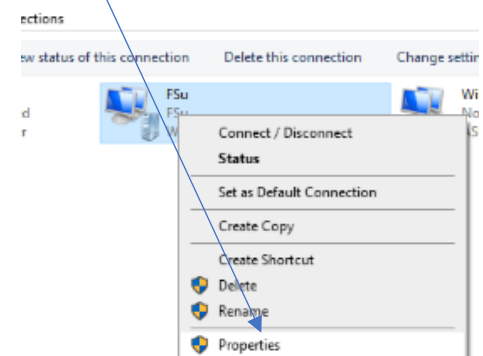 ections
ew status of this connection Delete this connection Change settin
FSu Wi
FSu No
W
d
r
Connect / Disconnect
Status
Set as Default Connection
Create Copy
Create Shortcut
Delete
Rename
Properties